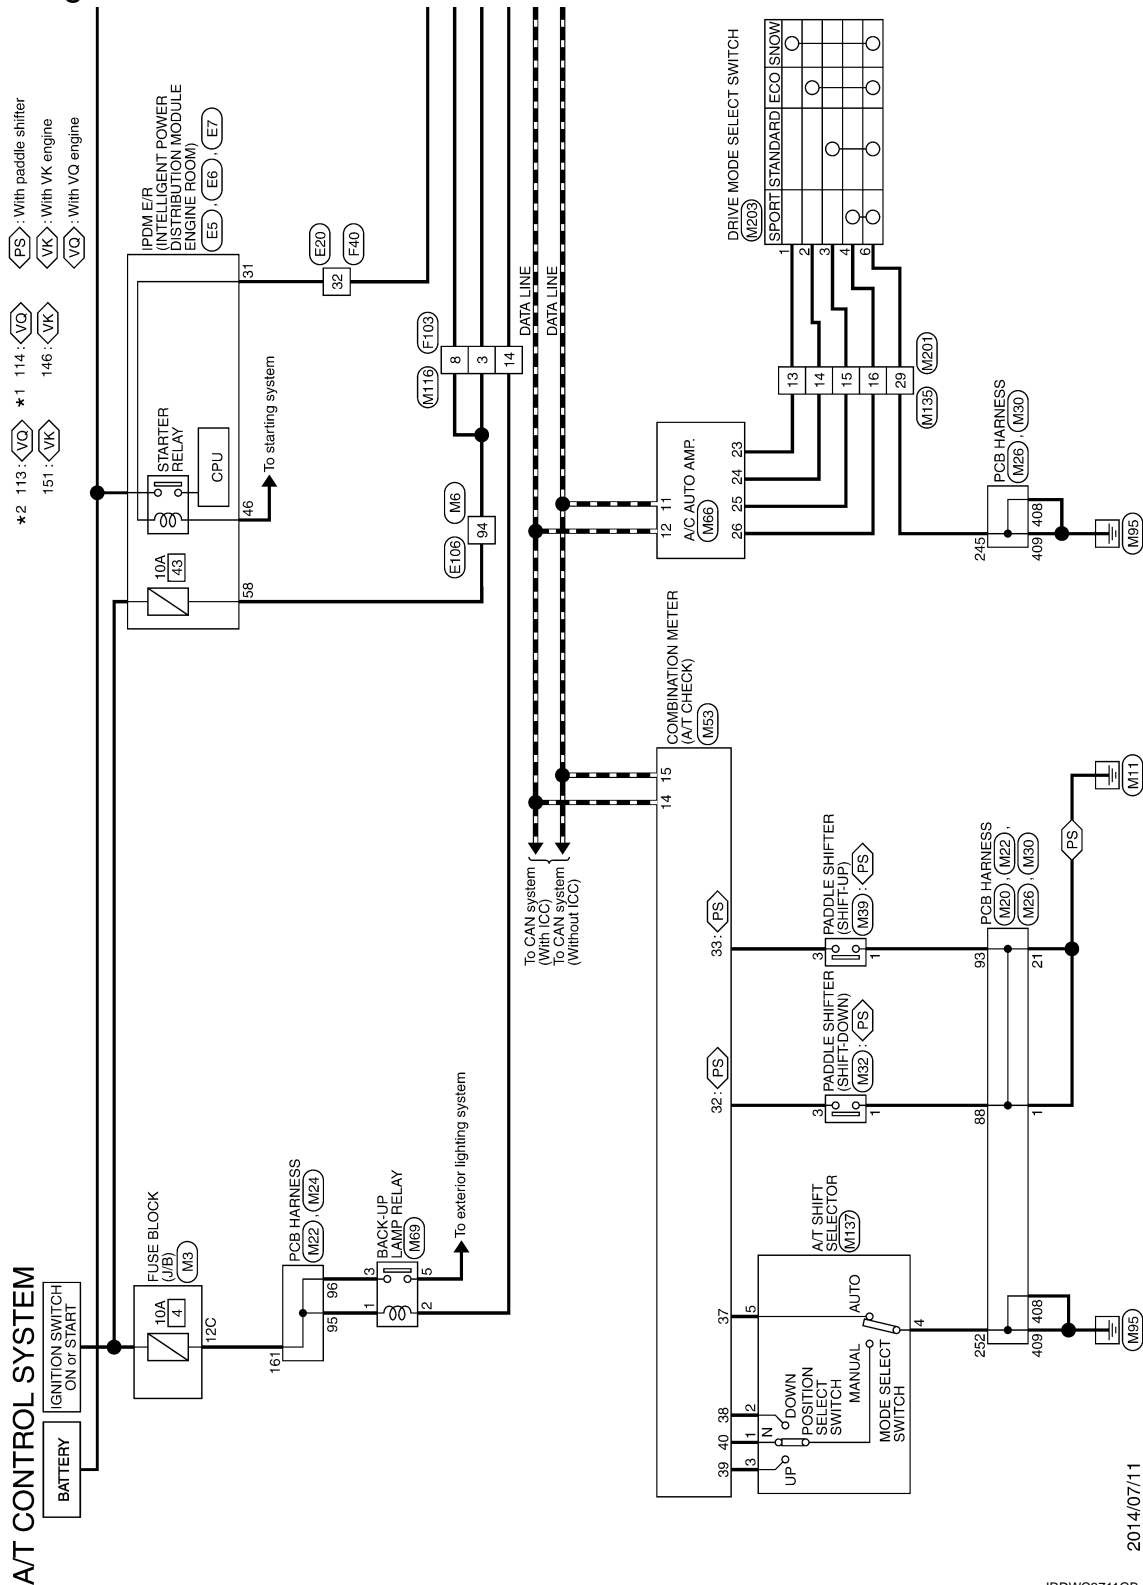 A/T CONTROL SYSTEM
BATTERY
IGNITION SWITCH
ON or START
FUSE BLOCK
(J/B)
M3
10A
4
12C
161
PCB HARNESS
M22 , M24
95
96
BACK-UP
LAMP RELAY
M69
1
3
2
5
To exterior lighting system
★2 113 : VQ
151 : VK
★1 114 : VQ
146 : VK
PS : With paddle shifter
VK : With VK engine
VQ : With VQ engine
IPDM E/R
(INTELLIGENT POWER
DISTRIBUTION MODULE
ENGINE ROOM)
E5 , E6 , E7
10A
43
STARTER
RELAY
CPU
58
46
31
To starting system
E20
32
F40
E106
94
M6
M116
F103
8
3
14
DATA LINE
DATA LINE
To CAN system
(With ICC)
To CAN system
(Without ICC)
COMBINATION METER
(A/T CHECK)
M53
14
15
39
40
38
37
32 : PS
33 : PS
3
1
2
5
UP
N
DOWN
POSITION
SELECT
SWITCH
MANUAL
AUTO
MODE SELECT
SWITCH
4
A/T SHIFT
SELECTOR
M137
PADDLE SHIFTER
(SHIFT-DOWN)
M32 : PS
3
1
PADDLE SHIFTER
(SHIFT-UP)
M39 : PS
3
1
PCB HARNESS
M20 , M22 ,
M26 , M30
252
88
93
409
408
1
21
PS
M95
M11
A/C AUTO AMP.
M66
12
11
26
25
24
23
DRIVE MODE SELECT SWITCH
M203
SPORT
STANDARD
ECO
SNOW
1
2
3
4
6
13
14
15
16
29
M135
M201
PCB HARNESS
M26 , M30
245
409
408
M95
2014/07/11